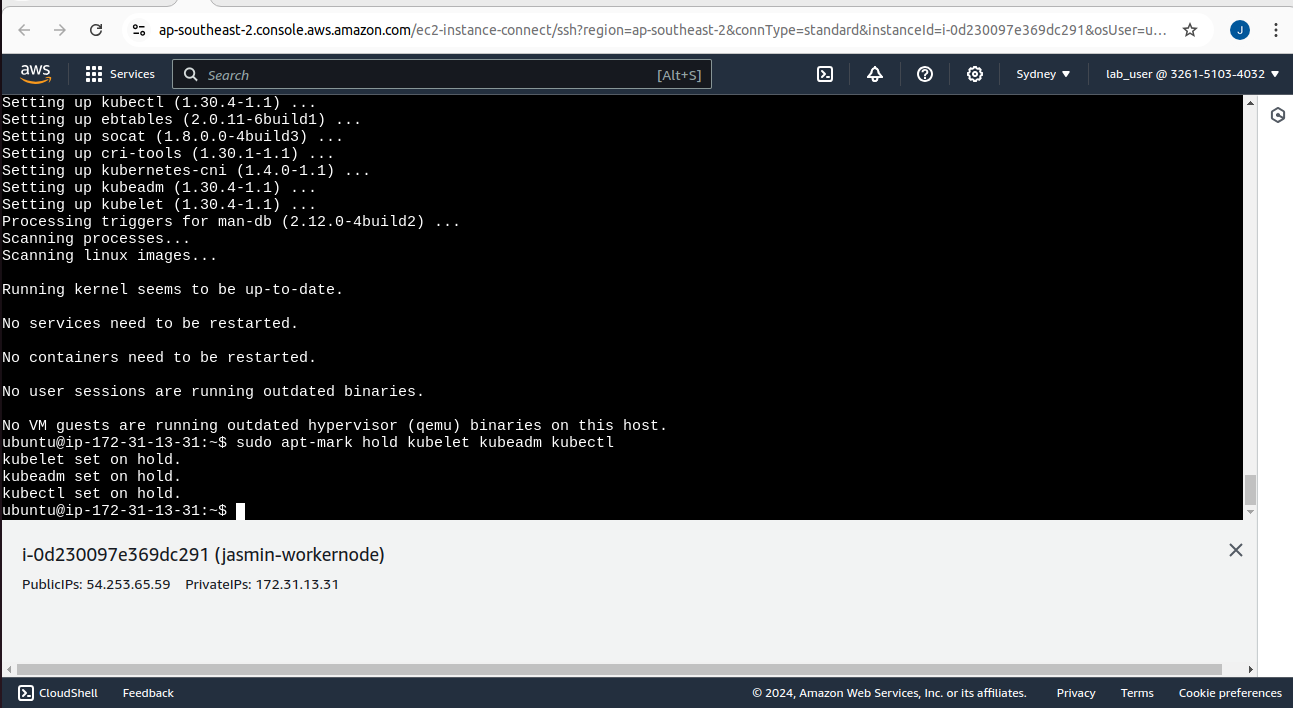 ap-southeast-2.console.aws.amazon.com/ec2-instance-connect/ssh?region=ap-southeast-2&connType=standard&instanceId=i-0d230097e369dc291&osUser=u...
J
aws
Services
Search
[Alt+S]
Sydney
lab_user @ 3261-5103-4032
Setting up kubectl (1.30.4-1.1) ...
Setting up ebtables (2.0.11-6build1) ...
Setting up socat (1.8.0.0-4build3) ...
Setting up cri-tools (1.30.1-1.1) ...
Setting up kubernetes-cni (1.4.0-1.1) ...
Setting up kubeadm (1.30.4-1.1) ...
Setting up kubelet (1.30.4-1.1) ...
Processing triggers for man-db (2.12.0-4build2) ...
Scanning processes...
Scanning linux images...
Running kernel seems to be up-to-date.
No services need to be restarted.
No containers need to be restarted.
No user sessions are running outdated binaries.
No VM guests are running outdated hypervisor (qemu) binaries on this host.
ubuntu@ip-172-31-13-31:~$ sudo apt-mark hold kubelet kubeadm kubectl
kubelet set on hold.
kubeadm set on hold.
kubectl set on hold.
ubuntu@ip-172-31-13-31:~$
i-0d230097e369dc291 (jasmin-workernode)
PublicIPs: 54.253.65.59 PrivateIPs: 172.31.13.31
CloudShell
Feedback
© 2024, Amazon Web Services, Inc. or its affiliates.
Privacy
Terms
Cookie preferences